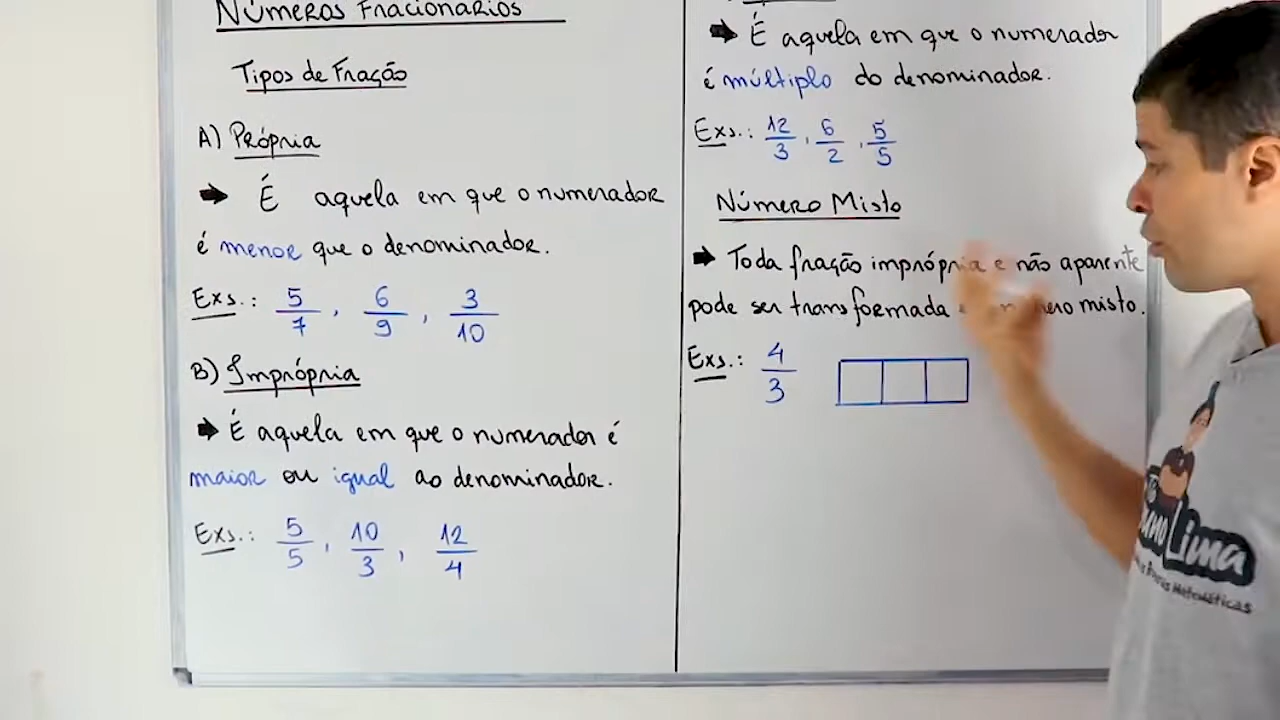 Números Fracionários
Tipos de Fração
A) Própria
É aquela em que o numerador
é menor que o denominador.
Exs.: 5/7, 6/9, 3/10
B) Imprópria
É aquela em que o numerador é
maior ou igual ao denominador.
Exs.: 5/5, 10/3, 12/4
É aquela em que o numerador
é múltiplo do denominador.
Exs.: 12/3, 6/2, 5/5
Número Misto
Toda fração imprópria e não aparente
pode ser transformada misto.
Exs.: 4/3
Lima